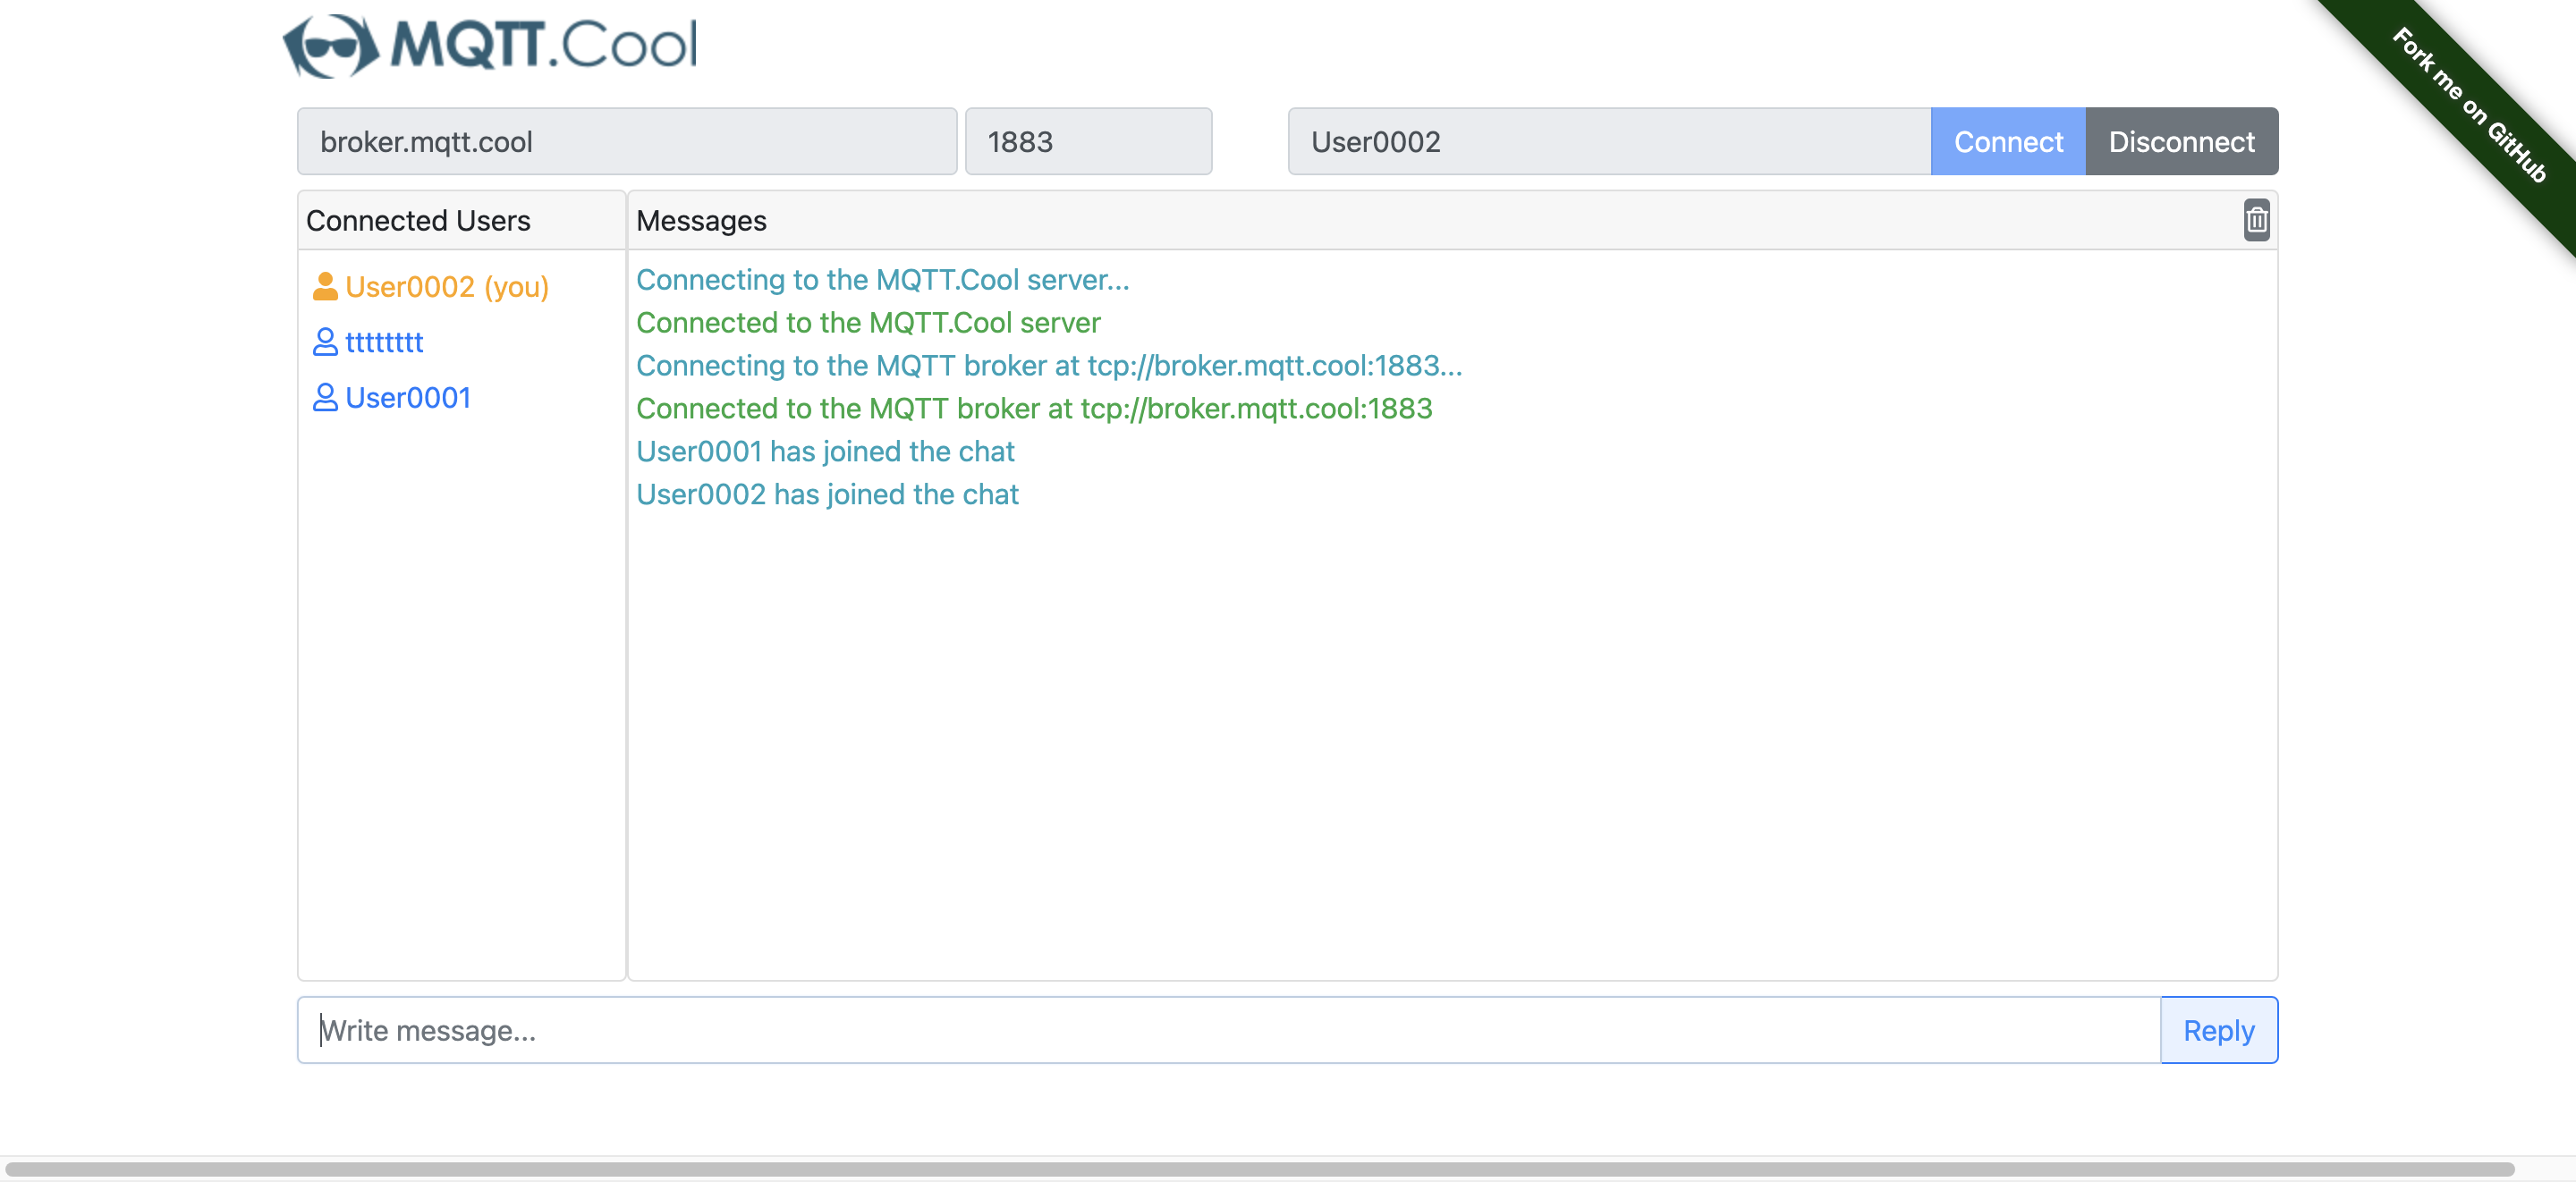 MQTT.Cool
Fork me on GitHub
broker.mqtt.cool 1883 User0002 Connect Disconnect
Connected Users
User0002 (you)
tttttttt
User0001
Messages
Connecting to the MQTT.Cool server...
Connected to the MQTT.Cool server
Connecting to the MQTT broker at tcp://broker.mqtt.cool:1883...
Connected to the MQTT broker at tcp://broker.mqtt.cool:1883
User0001 has joined the chat
User0002 has joined the chat
Write message... Reply